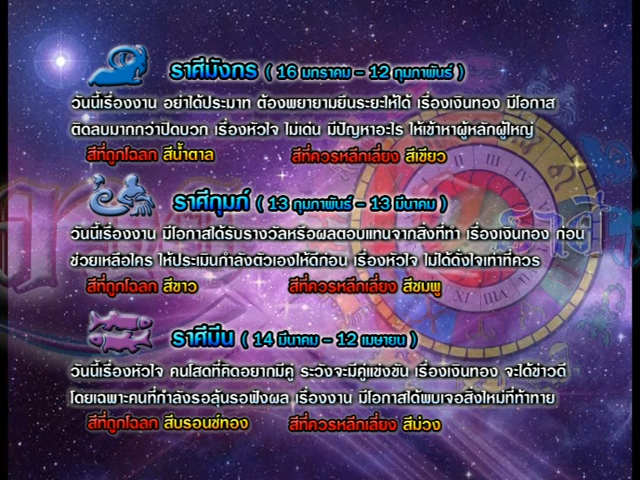 ราศีมังกร ( 16 มกราคม - 12 กุมภาพันธ์ )
วันนี้เรื่องงาน อย่าได้ประมาท ต้องพยายามยืนระยะให้ได้ เรื่องเงินทอง มีโอกาส
ติดลบมากกว่าปิดบวก เรื่องหัวใจ ไม่เด่น มีปัญหาอะไร ให้เข้าหาผู้หลักผู้ใหญ่
สีที่ถูกโฉลก สีน้ำตาล สีที่ควรหลีกเลี่ยง สีเขียว
ราศีกุมภ์ ( 13 กุมภาพันธ์ - 13 มีนาคม )
วันนี้เรื่องงาน มีโอกาสได้รับรางวัลหรือผลตอบแทนจากสิ่งที่ทำ เรื่องเงินทอง ก่อน
ช่วยเหลือใคร ให้ประเมินกำลังตัวเองให้ดีก่อน เรื่องหัวใจ ไม่ได้ดั่งใจเท่าที่ควร
สีที่ถูกโฉลก สีขาว สีที่ควรหลีกเลี่ยง สีชมพู
ราศีมีน ( 14 มีนาคม - 12 เมษายน )
วันนี้เรื่องหัวใจ คนโสดที่คิดอยากมีคู่ ระวังจะมีคู่แข่งขัน เรื่องเงินทอง จะได้ข่าวดี
โดยเฉพาะคนที่กำลังรอลุ้นรอฟังผล เรื่องงาน มีโอกาสได้พบเจอสิ่งใหม่ที่ท้าทาย
สีที่ถูกโฉลก สีบรอนซ์ทอง สีที่ควรหลีกเลี่ยง สีม่วง